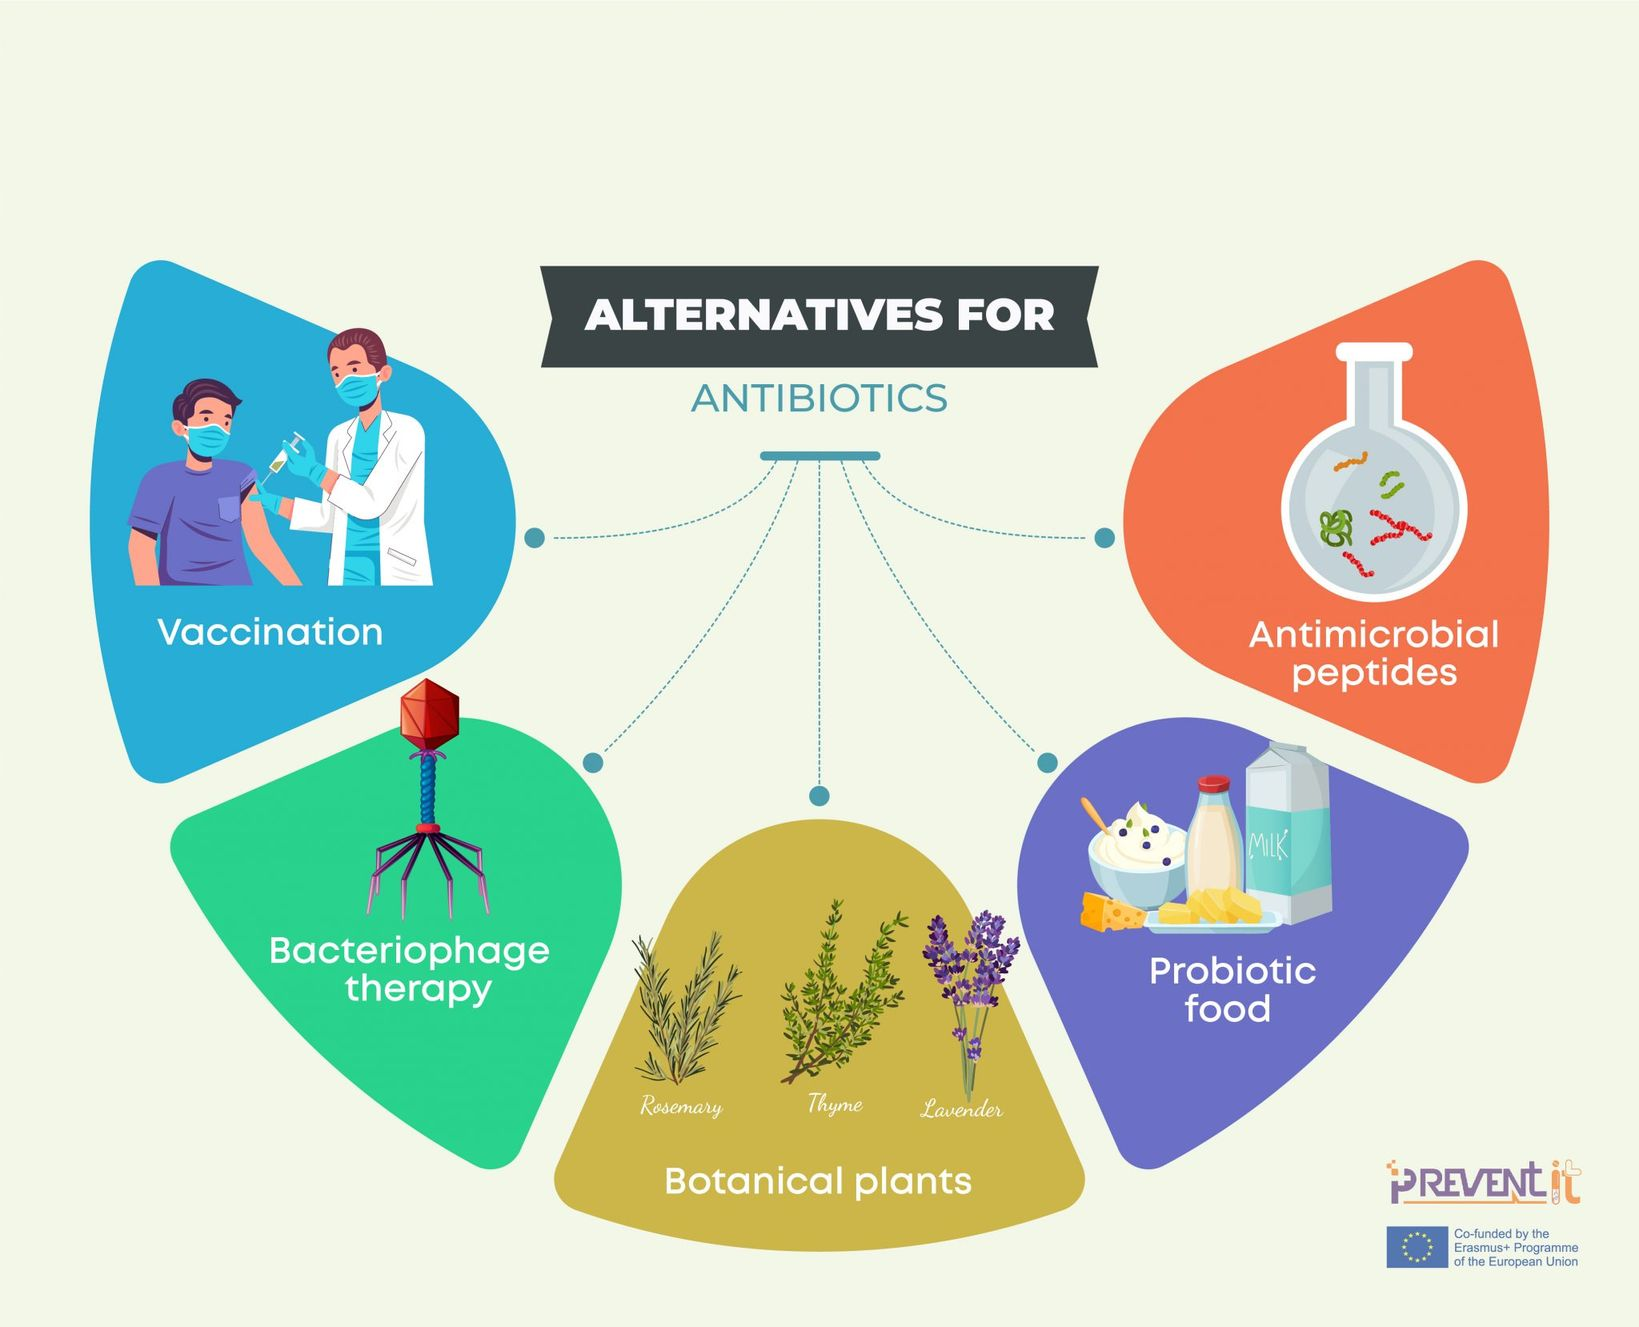 ALTERNATIVES FOR
ANTIBIOTICS
Vaccination
Antimicrobial
peptides
MILK
Bacteriophage
therapy
Probiotic
food
Rosemary
Thyme
Lavender
Botanical plants
PREVENT it
Co-funded by the
Erasmus+ Programme
of the European Union